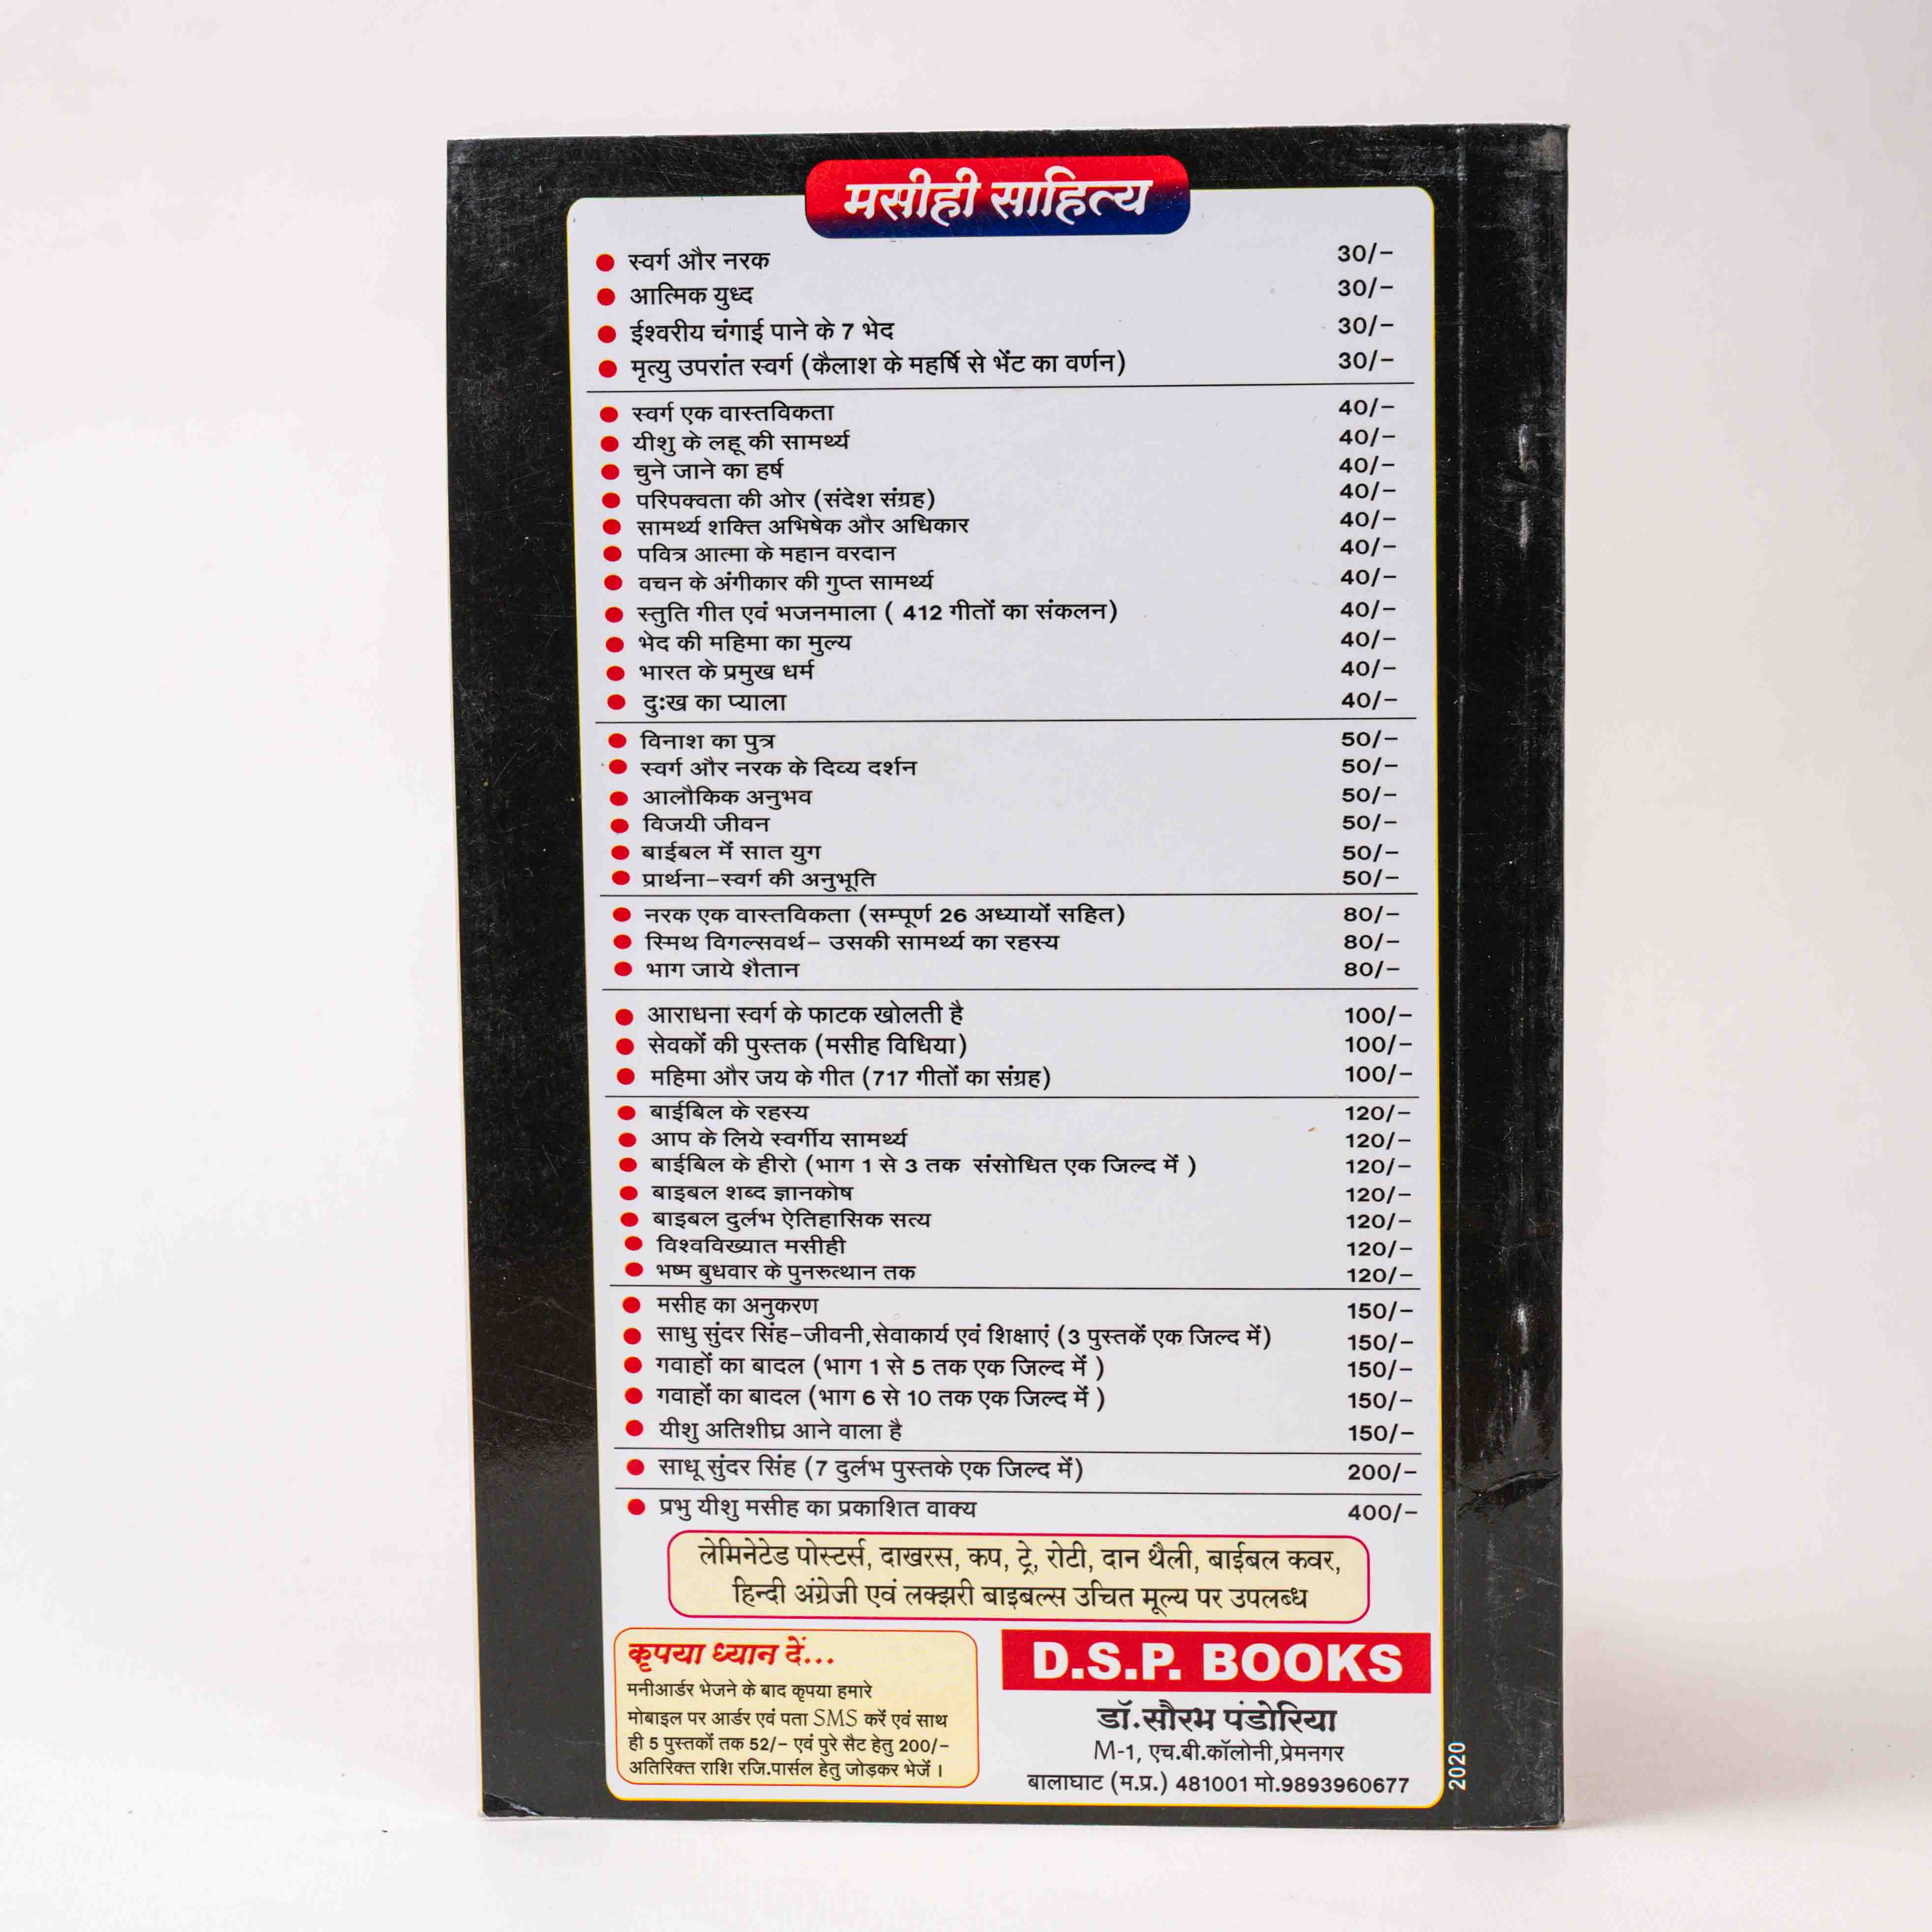 मसीही साहित्य
स्वर्ग और नरक 30/-
आत्मिक युध्द 30/-
ईश्वरीय चंगाई पाने के 7 भेद 30/-
मृत्यु उपरांत स्वर्ग (कैलाश के महर्षि से भेंट का वर्णन) 30/-
स्वर्ग एक वास्तविकता 40/-
यीशु के लहू की सामर्थ्य 40/-
चुने जाने का हर्ष 40/-
परिपक्वता की ओर (संदेश संग्रह) 40/-
सामर्थ्य शक्ति अभिषेक और अधिकार 40/-
पवित्र आत्मा के महान वरदान 40/-
वचन के अंगीकार की गुप्त सामर्थ्य 40/-
स्तुति गीत एवं भजनमाला ( 412 गीतों का संकलन) 40/-
भेद की महिमा का मुल्य 40/-
भारत के प्रमुख धर्म 40/-
दुःख का प्याला 40/-
विनाश का पुत्र 50/-
स्वर्ग और नरक के दिव्य दर्शन 50/-
आलौकिक अनुभव 50/-
विजयी जीवन 50/-
बाईबल में सात युग 50/-
प्रार्थना-स्वर्ग की अनुभूति 50/-
नरक एक वास्तविकता (सम्पूर्ण 26 अध्यायों सहित) 80/-
स्मिथ विगल्सवर्थ- उसकी सामर्थ्य का रहस्य 80/-
भाग जाये शैतान 80/-
आराधना स्वर्ग के फाटक खोलती है 100/-
सेवकों की पुस्तक (मसीह विधिया) 100/-
महिमा और जय के गीत (717 गीतों का संग्रह) 100/-
बाईबिल के रहस्य 120/-
आप के लिये स्वर्गीय सामर्थ्य 120/-
बाईबिल के हीरो (भाग 1 से 3 तक संसोधित एक जिल्द में ) 120/-
बाइबल शब्द ज्ञानकोष 120/-
बाइबल दुर्लभ ऐतिहासिक सत्य 120/-
विश्वविख्यात मसीही 120/-
भष्म बुधवार के पुनरुत्थान तक 120/-
मसीह का अनुकरण 150/-
साधु सुंदर सिंह-जीवनी,सेवाकार्य एवं शिक्षाएं (3 पुस्तकें एक जिल्द में) 150/-
गवाहों का बादल (भाग 1 से 5 तक एक जिल्द में ) 150/-
गवाहों का बादल (भाग 6 से 10 तक एक जिल्द में ) 150/-
यीशु अतिशीघ्र आने वाला है 150/-
साधू सुंदर सिंह (7 दुर्लभ पुस्तके एक जिल्द में) 200/-
प्रभु यीशु मसीह का प्रकाशित वाक्य 400/-
लेमिनेटेड पोस्टर्स, दाखरस, कप, ट्रे, रोटी, दान थैली, बाईबल कवर,
हिन्दी अंग्रेजी एवं लक्झरी बाइबल्स उचित मूल्य पर उपलब्ध
कृपया ध्यान दें...
मनीआर्डर भेजने के बाद कृपया हमारे
मोबाइल पर आर्डर एवं पता SMS करें एवं साथ
ही 5 पुस्तकों तक 52/- एवं पुरे सैट हेतु 200/-
अतिरिक्त राशि रजि.पार्सल हेतु जोड़कर भेजें।
D.S.P. BOOKS
डॉ.सौरभ पंडोरिया
M-1, एच.बी.कॉलोनी,प्रेमनगर
बालाघाट (म.प्र.) 481001 मो.9893960677
2020